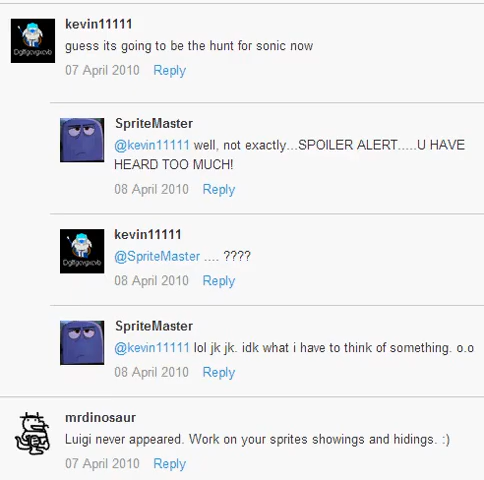 kevin11111
guess its going to be the hunt for sonic now
07 April 2010 Reply
SpriteMaster
@kevin11111 well, not exactly...SPOILER ALERT.....U HAVE
HEARD TOO MUCH!
08 April 2010 Reply
kevin11111
@SpriteMaster .... ????
08 April 2010 Reply
SpriteMaster
@kevin11111 lol jk jk. idk what i have to think of something. o.o
08 April 2010 Reply
mrdinosaur
Luigi never appeared. Work on your sprites showings and hidings. :)
07 April 2010 Reply